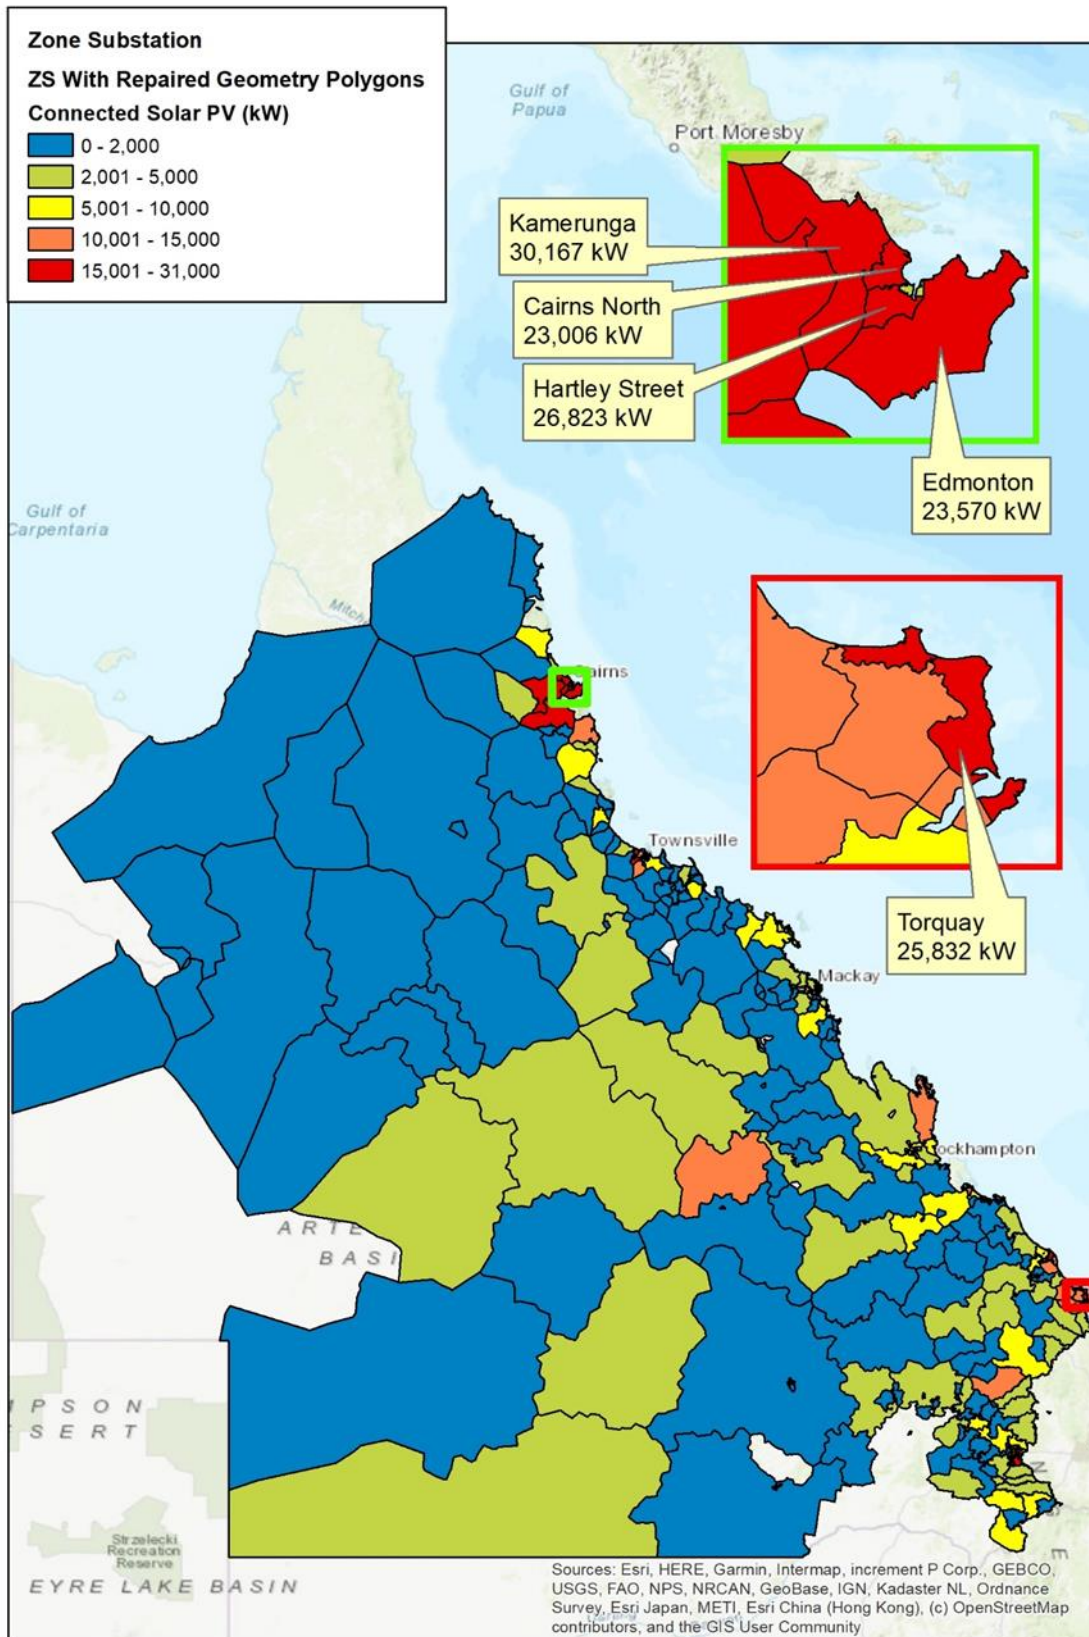 Zone Substation
ZS With Repaired Geometry Polygons
Connected Solar PV (kW)
0 - 2,000
2,001 - 5,000
5,001 - 10,000
10,001 - 15,000
15,001 - 31,000
Gulf of
Papua
Port Moresby
Kamerunga
30,167 kW
Cairns North
23,006 kW
Hartley Street
26,823 kW
Edmonton
23,570 kW
Gulf of
Carpentaria
Mitch
Cairns
Townsville
Torquay
25,832 kW
Mackay
ockhampton
ARTE
BASI
MPSON
SERT
Strzelecki
Recreation
Reserve
EYRE LAKE BASIN
N
E
Sources: Esri, HERE, Garmin, Intermap, increment P Corp., GEBCO,
USGS, FAO, NPS, NRCAN, GeoBase, IGN, Kadaster NL, Ordnance
Survey, Esri Japan, METI, Esri China (Hong Kong), (c) OpenStreetMap
contributors, and the GIS User Community